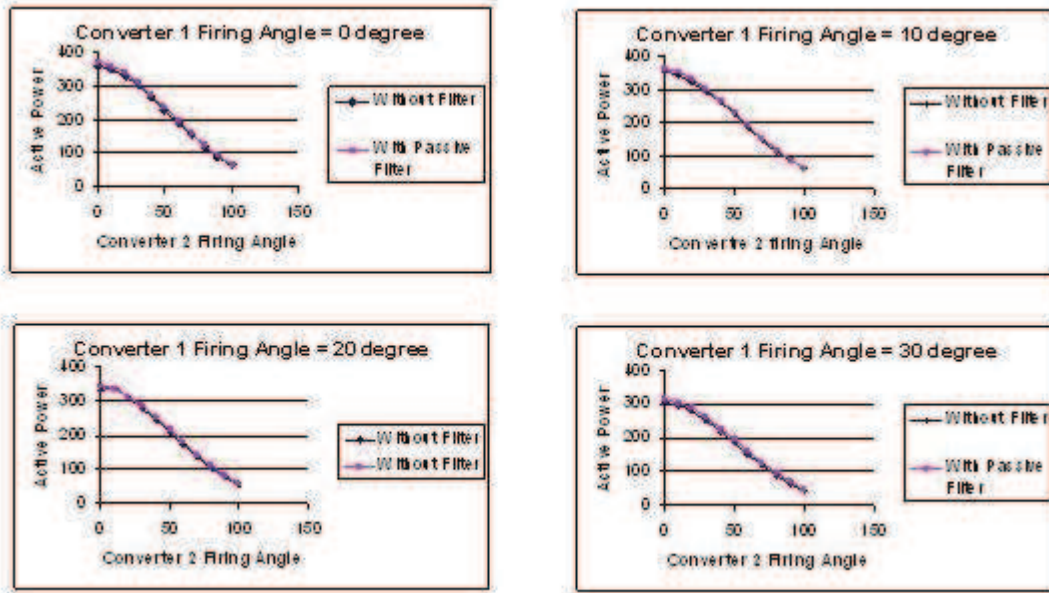 Converter 1 Firing Angle = 0 degree
400
300
200
100
0
Active Power
0 50 100 150
Converter 2 Firing Angle
Without Filter
With Passive
Filter
Converter 1 Firing Angle = 10 degree
400
300
200
100
0
Active Power
0 50 100 150
Convertre 2 firing Angle
Without Filter
With Passive
Filter
Converter 1 Firing Angle = 20 degree
400
300
200
100
0
Active Power
0 50 100 150
Converter 2 Firing Angle
Without Filter
Without Filter
Converter 1 Firing Angle = 30 degree
400
300
200
100
0
Active Power
0 50 100 150
Converter 2 Firing Angle
Without Filter
With Passive
Filter